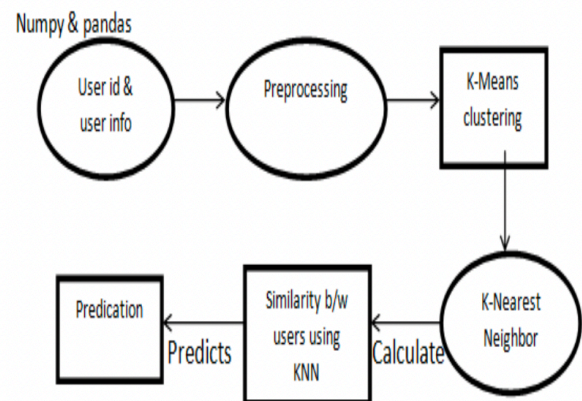 Numpy & pandas
User id &
user info
Preprocessing
K-Means
clustering
K-Nearest
Neighbor
Calculate
Similarity b/w
users using
KNN
Predicts
Predication